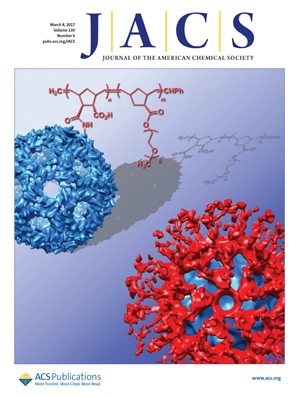 March 8, 2017
Volume 139
Number 9
pubs.acs.org/JACS
J|A|C|S
JOURNAL OF THE AMERICAN CHEMICAL SOCIETY
H₃C
CHPh
n
m
CO₂H
O
O
NH
O
O
H₃C
ACS Publications
Most Trusted. Most Cited. Most Read.
www.acs.org